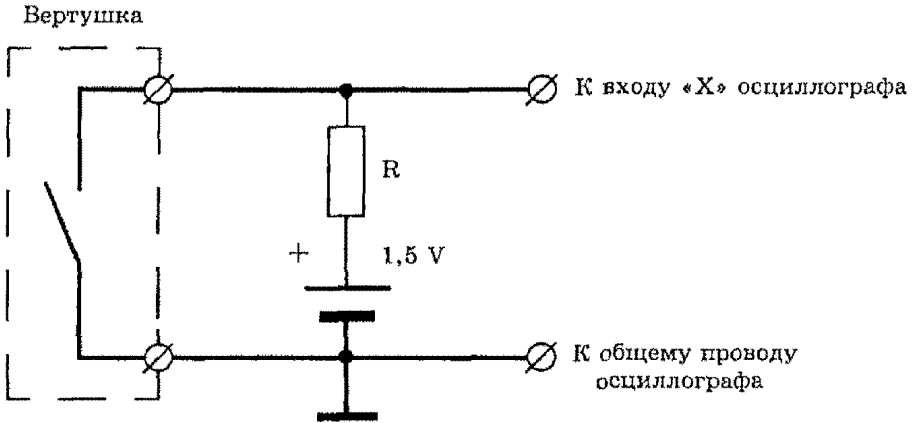 Вертушка
К входу «X» осциллографа
R
+
1,5 V
К общему проводу
осциллографа